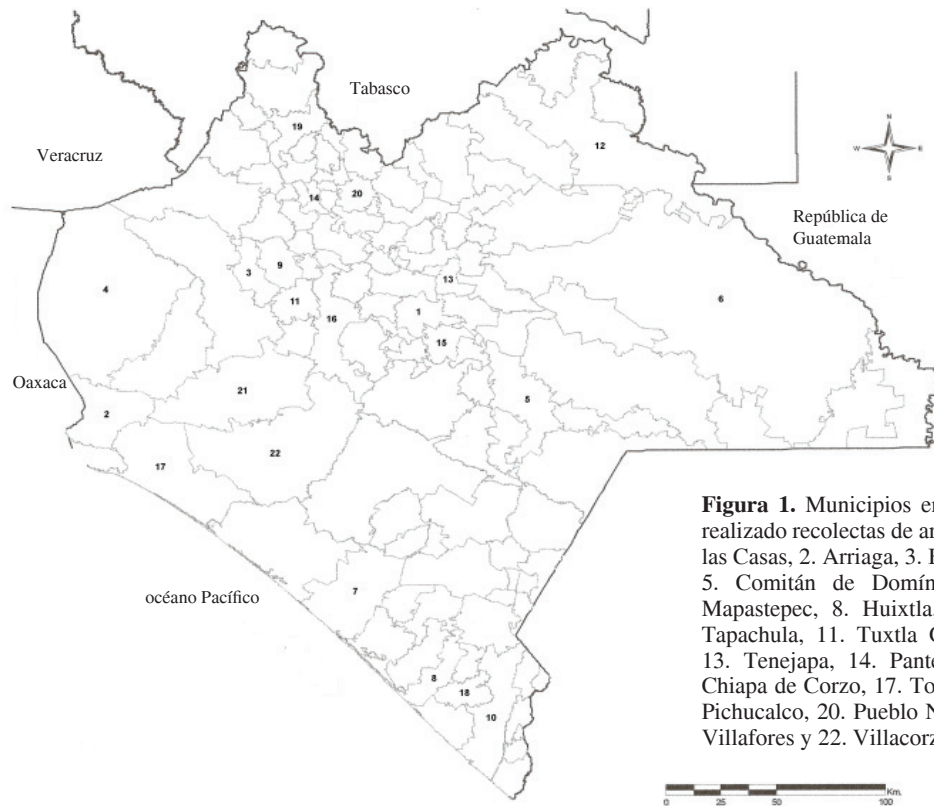 Tabasco
Veracruz
19
12
N
W
E
S
14
20
República de
Guatemala
3
9
13
4
6
11
1
16
15
Oaxaca
21
5
2
22
17
Figura 1. Municipios en
realizado recolectas de ar
las Casas, 2. Arriaga, 3.
5. Comitán de Domín
Mapastepec, 8. Huixtla.
Tapachula, 11. Tuxtla
13. Tenejapa, 14. Pante
Chiapa de Corzo, 17. To
Pichucalco, 20. Pueblo N
Villafores y 22. Villacorz
océano Pacífico
7
8
18
10
Km.
0
25
50
100